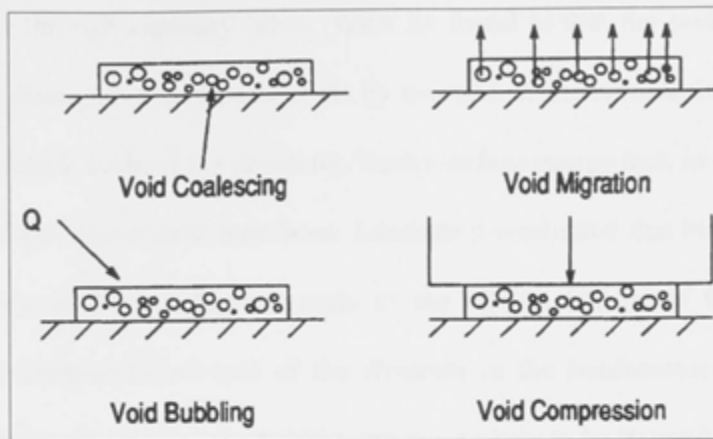 Void Coalescing
Void Migration
Q
Void Bubbling
Void Compression